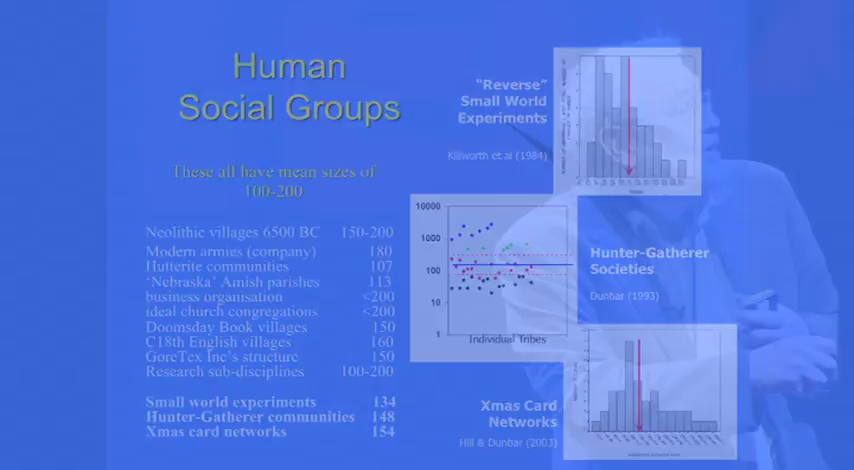 Human
Social Groups
These all have mean sizes of
100-200
Neolithic villages 6500 BC 150-200
Modern armies (company) 180
Hutterite communities 107
'Nebraska' Amish parishes 113
business organisation <200
ideal church congregations <200
Doomsday Book villages 150
C18th English villages 160
GoreTex Inc's structure 150
Research sub-disciplines 100-200
Small world experiments 134
Hunter-Gatherer communities 148
Xmas card networks 154
"Reverse"
Small World
Experiments
Killworth et al (1984)
10000
1000
100
10
1
Individual Tribes
Hunter-Gatherer
Societies
Dunbar (1993)
Xmas Card
Networks
Hill & Dunbar (2003)